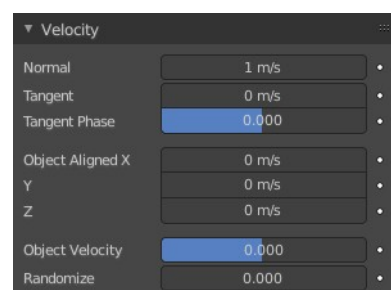 Velocity
Normal 1 m/s
Tangent 0 m/s
Tangent Phase 0.000
Object Aligned X 0 m/s
Y 0 m/s
Z 0 m/s
Object Velocity 0.000
Randomize 0.000